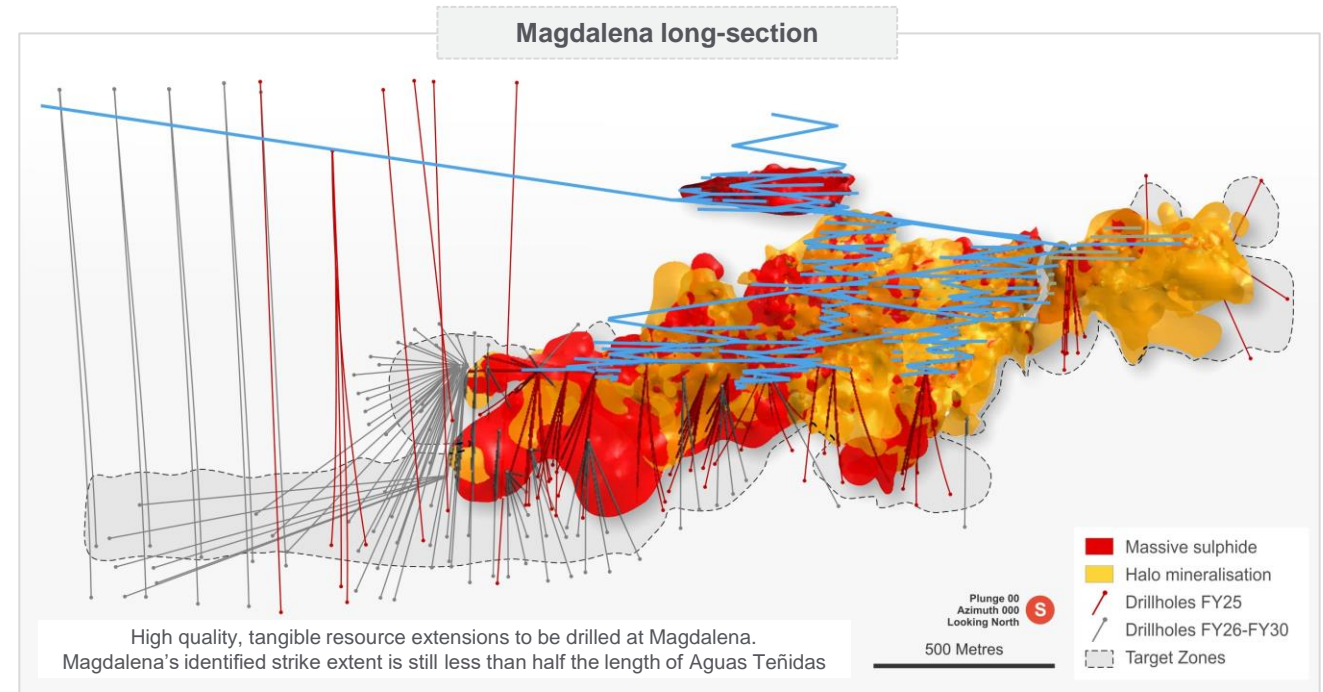 Magdalena long-section
Massive sulphide
Halo mineralisation
Drillholes FY25
Drillholes FY26-FY30
Target Zones
Plunge 00
Azimuth 000
Looking North
S
500 Metres
High quality, tangible resource extensions to be drilled at Magdalena.
Magdalena's identified strike extent is still less than half the length of Aguas Teñidas